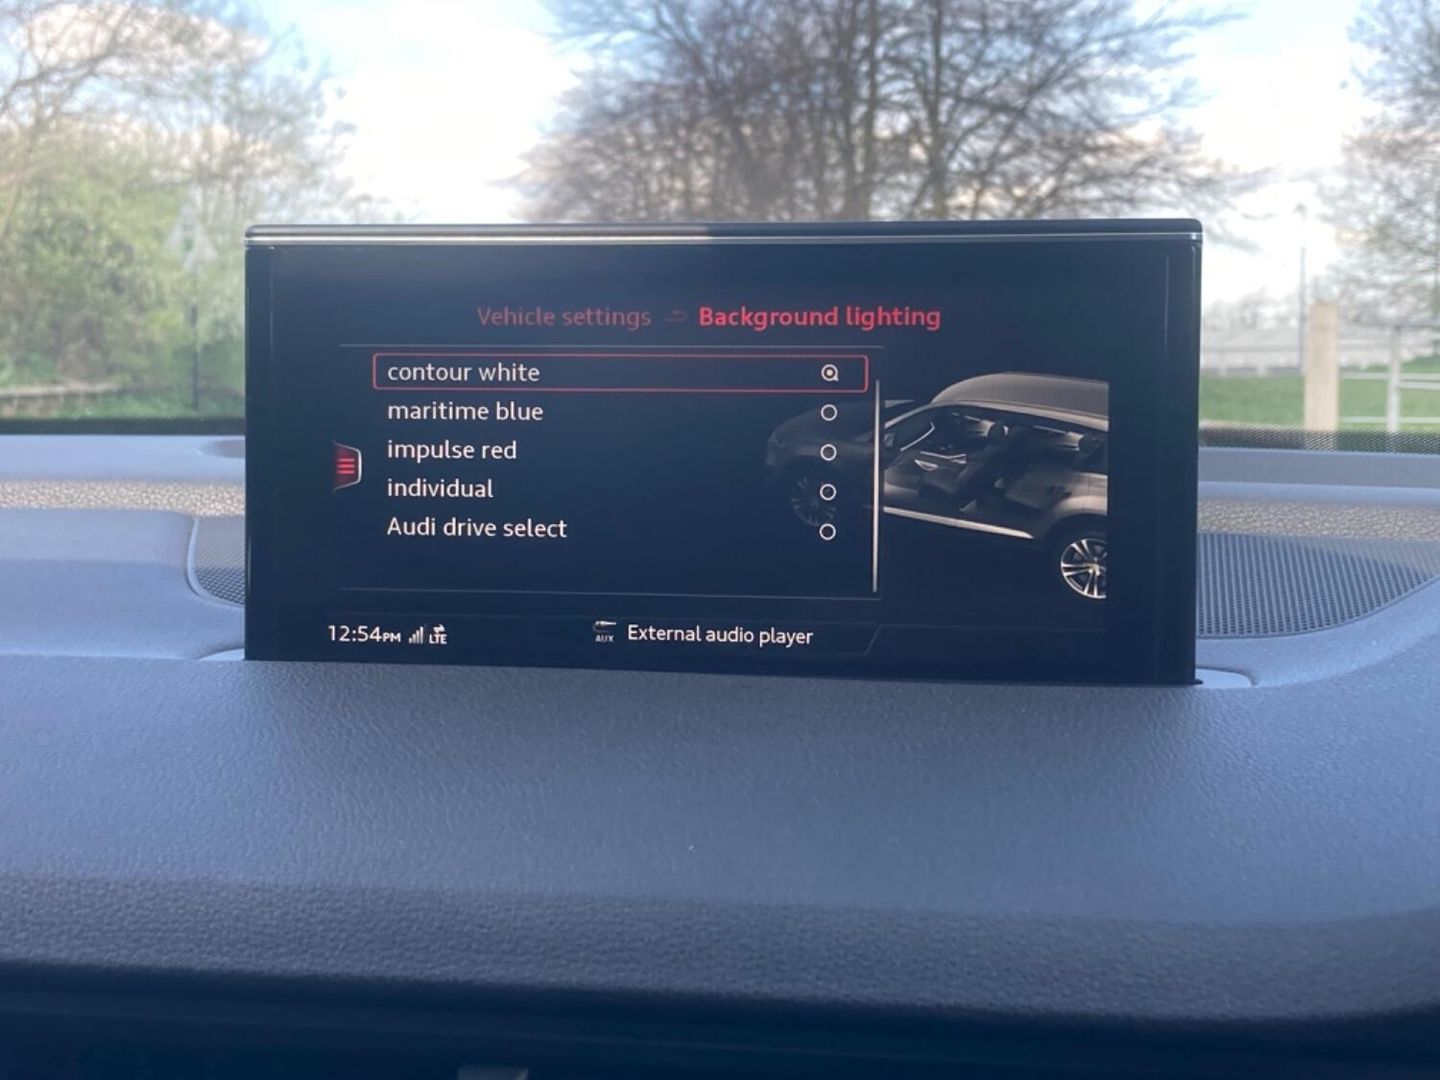 Vehicle settings Background lighting
contour white
maritime blue
impulse red
individual
Audi drive select
12:54PM LTE AUX External audio player